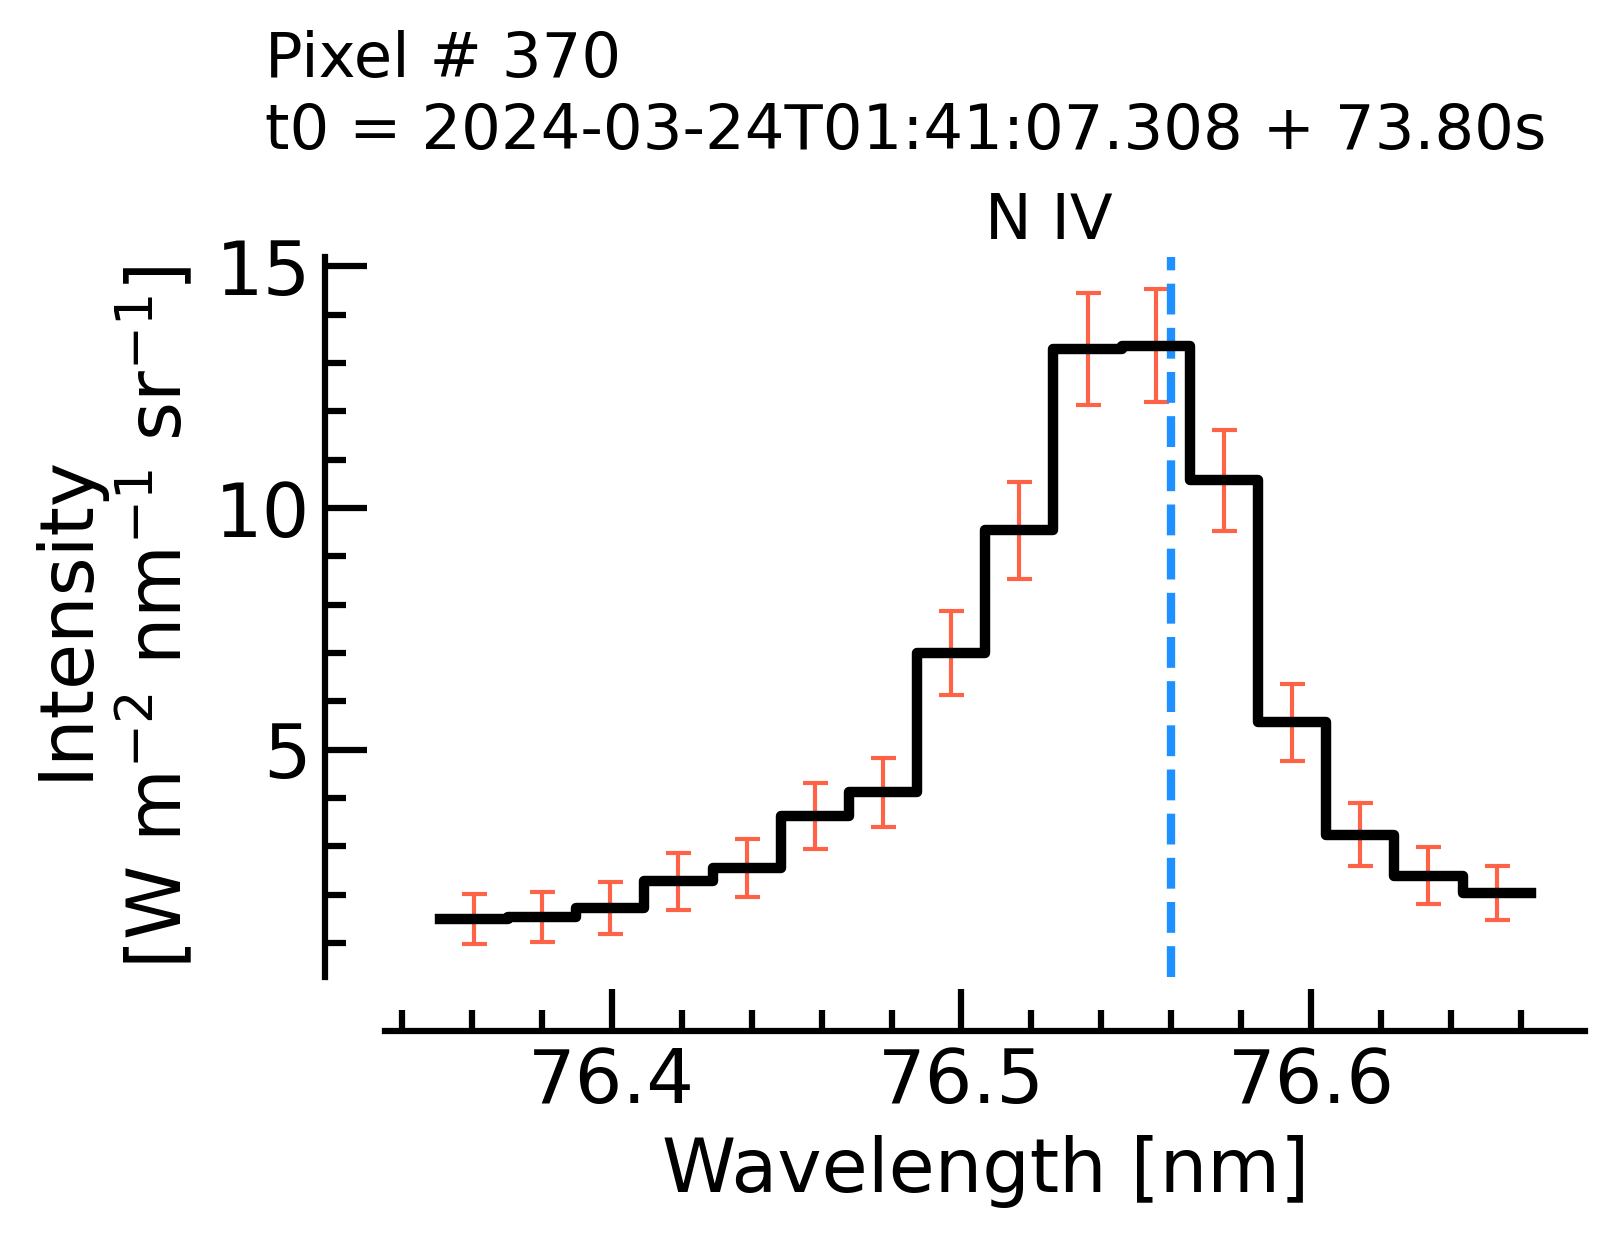 Pixel # 370
t0 = 2024-03-24T01:41:07.308 + 73.80s
N IV
15
10
5
Intensity
[W m⁻² nm⁻¹ sr⁻¹]
76.4 76.5 76.6
Wavelength [nm]